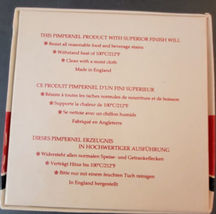 THIS PIMPERNEL PRODUCT WITH SUPERIOR FINISH WILL
Resist all reasonable food and beverage stains
Withstand heat of 100°C/212°F
Clean with a moist cloth
Made in England
CE PRODUIT PIMPERNEL D'UN FINI SUPERIEUR
Résiste à toutes les taches normales de nourriture et de boisson
Supporte la chaleur de 100°C/212°F
Se nettoie avec un chiffon humide
Fabriqué en Angleterre
DIESES PIMPERNEL ERZEUGNIS
IN HOCHWERTIGER AUSFÜHRUNG
Widersteht allen normalen Speise- und Getränkeflecken
Verträgt Hitze bis 100°C/212°F
Bitte nur mit einem feuchten Tuch reinigen
In England hergestellt